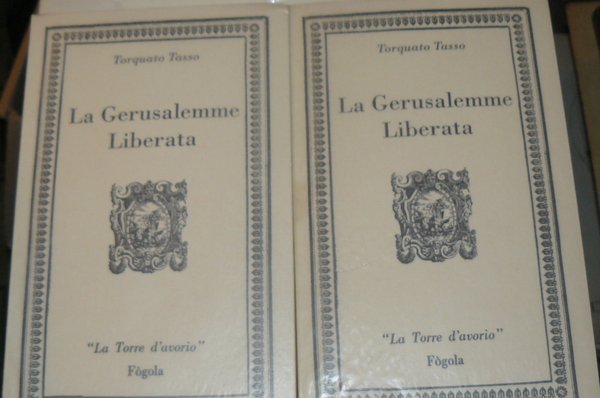 Torquato Tasso
La Gerusalemme
Liberata
"La Torre d'avorio"
Fògola
Torquato Tasso
La Gerusalemme
Liberata
"La Torre d'avorio"
Fògola